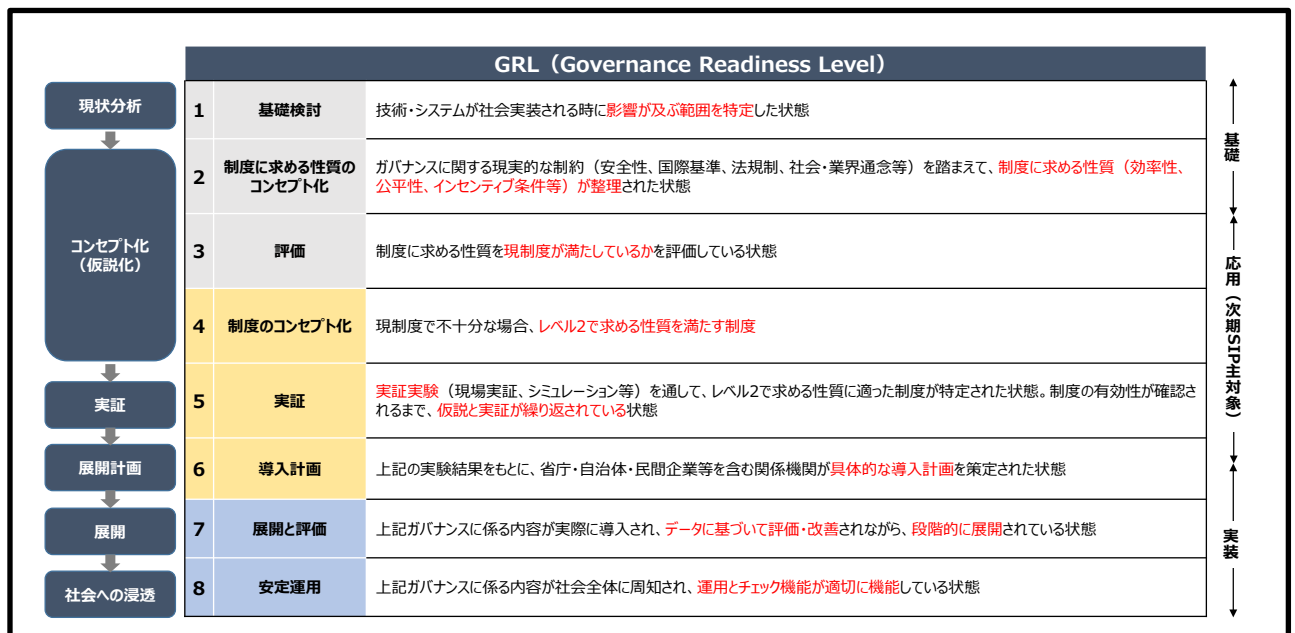 GRL（Governance Readiness Level）
現状分析
1
基礎検討
技術・システムが社会実装される時に影響が及ぶ範囲を特定した状態
コンセプト化
（仮説化）
2
制度に求める性質の
コンセプト化
ガバナンスに関する現実的な制約（安全性、国際基準、法規制、社会・業界通念等）を踏まえて、制度に求める性質（効率性、
公平性、インセンティブ条件等）が整理された状態
3
評価
制度に求める性質を現制度が満たしているかを評価している状態
4
制度のコンセプト化
現制度で不十分な場合、レベル2で求める性質を満たす制度
実証
5
実証
実証実験（現場実証、シミュレーション等）を通して、レベル2で求める性質に適った制度が特定された状態。制度の有効性が確認さ
れるまで、仮説と実証が繰り返されている状態
展開計画
6
導入計画
上記の実験結果をもとに、省庁・自治体・民間企業等を含む関係機関が具体的な導入計画を策定された状態
展開
7
展開と評価
上記ガバナンスに係る内容が実際に導入され、データに基づいて評価・改善されながら、段階的に展開されている状態
社会への浸透
8
安定運用
上記ガバナンスに係る内容が社会全体に周知され、運用とチェック機能が適切に機能している状態
基礎
応用（次期SIP主対象）
実装